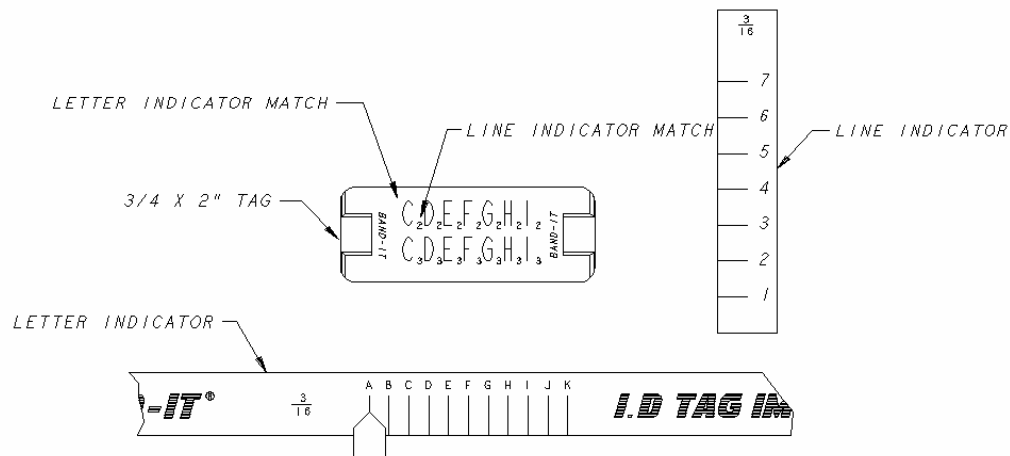 3/16
7
LETTER INDICATOR MATCH
6
LINE INDICATOR MATCH
LINE INDICATOR
5
4
3/4 X 2" TAG
BAND-IT
C₂D₂E₂F₂G₂H₂I₂
BAND-IT
C₃D₃E₃F₃G₃H₃I₃
3
2
1
LETTER INDICATOR
A B C D E F G H I J K
-IT® 3/16 I.D TAG IM